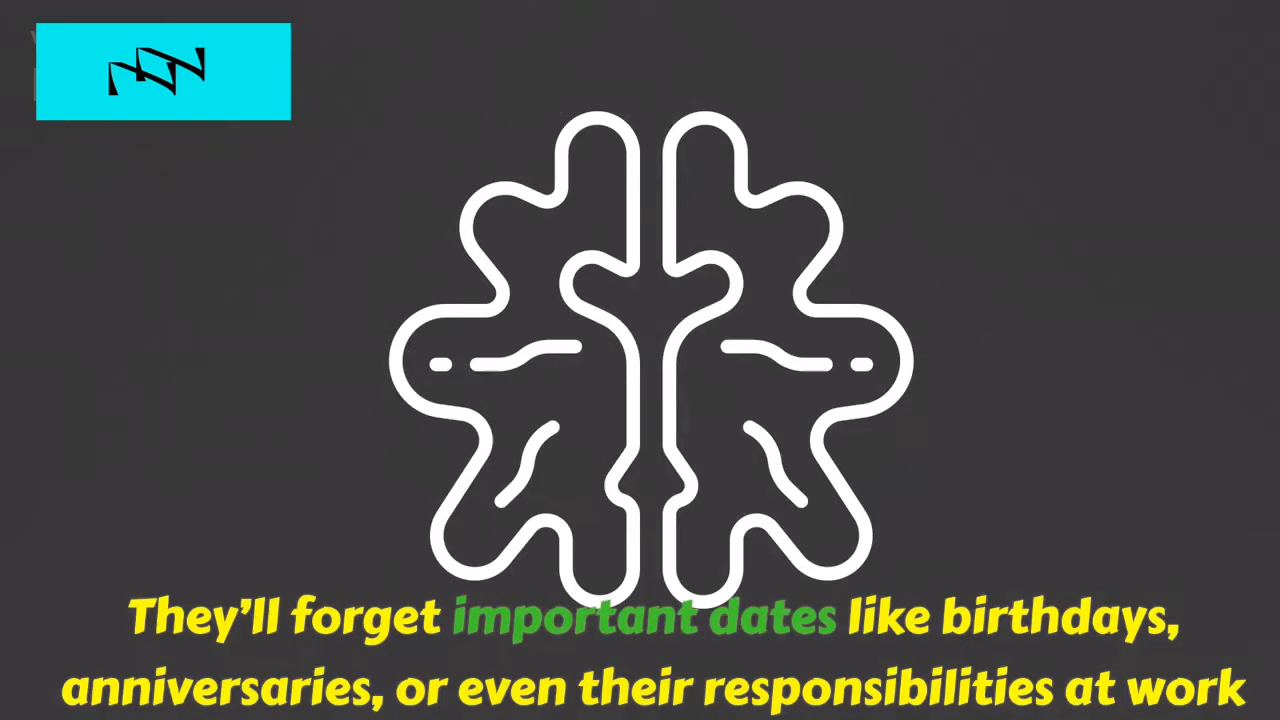 They’ll forget important dates like birthdays,
anniversaries, or even their responsibilities at work